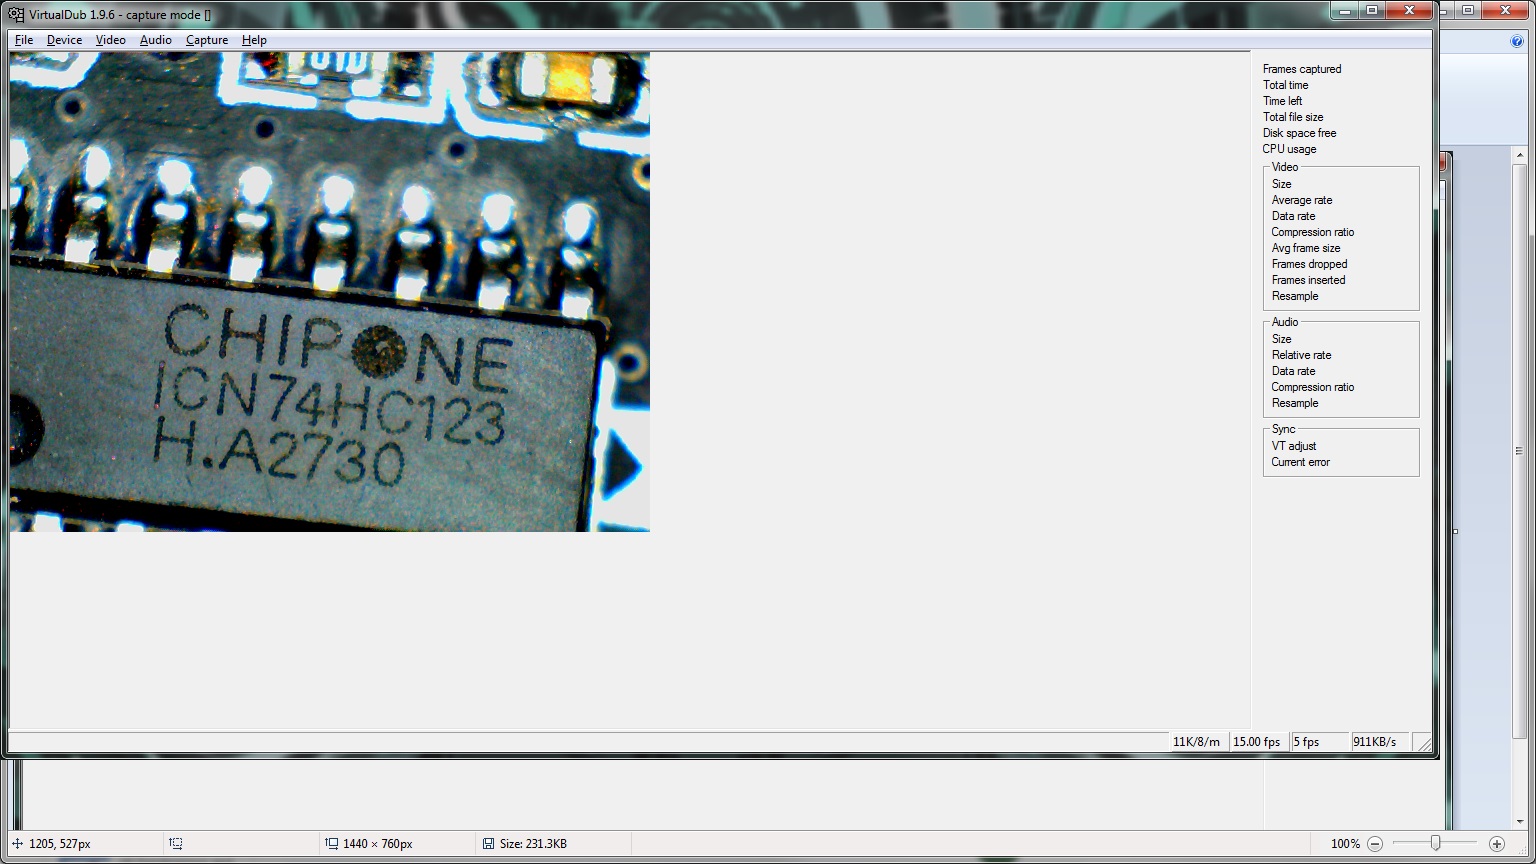 VirtualDub 1.9.6 - capture mode []
File Device Video Audio Capture Help
010
CHIPONE
ICN74HC123
H.A2730
Frames captured
Total time
Time left
Total file size
Disk space free
CPU usage
Video
Size
Average rate
Data rate
Compression ratio
Avg frame size
Frames dropped
Frames inserted
Resample
Audio
Size
Relative rate
Data rate
Compression ratio
Resample
Sync
VT adjust
Current error
11K/8/m 15.00 fps 5 fps 911KB/s
1205, 527px 1440 × 760px Size: 231.3KB 100%